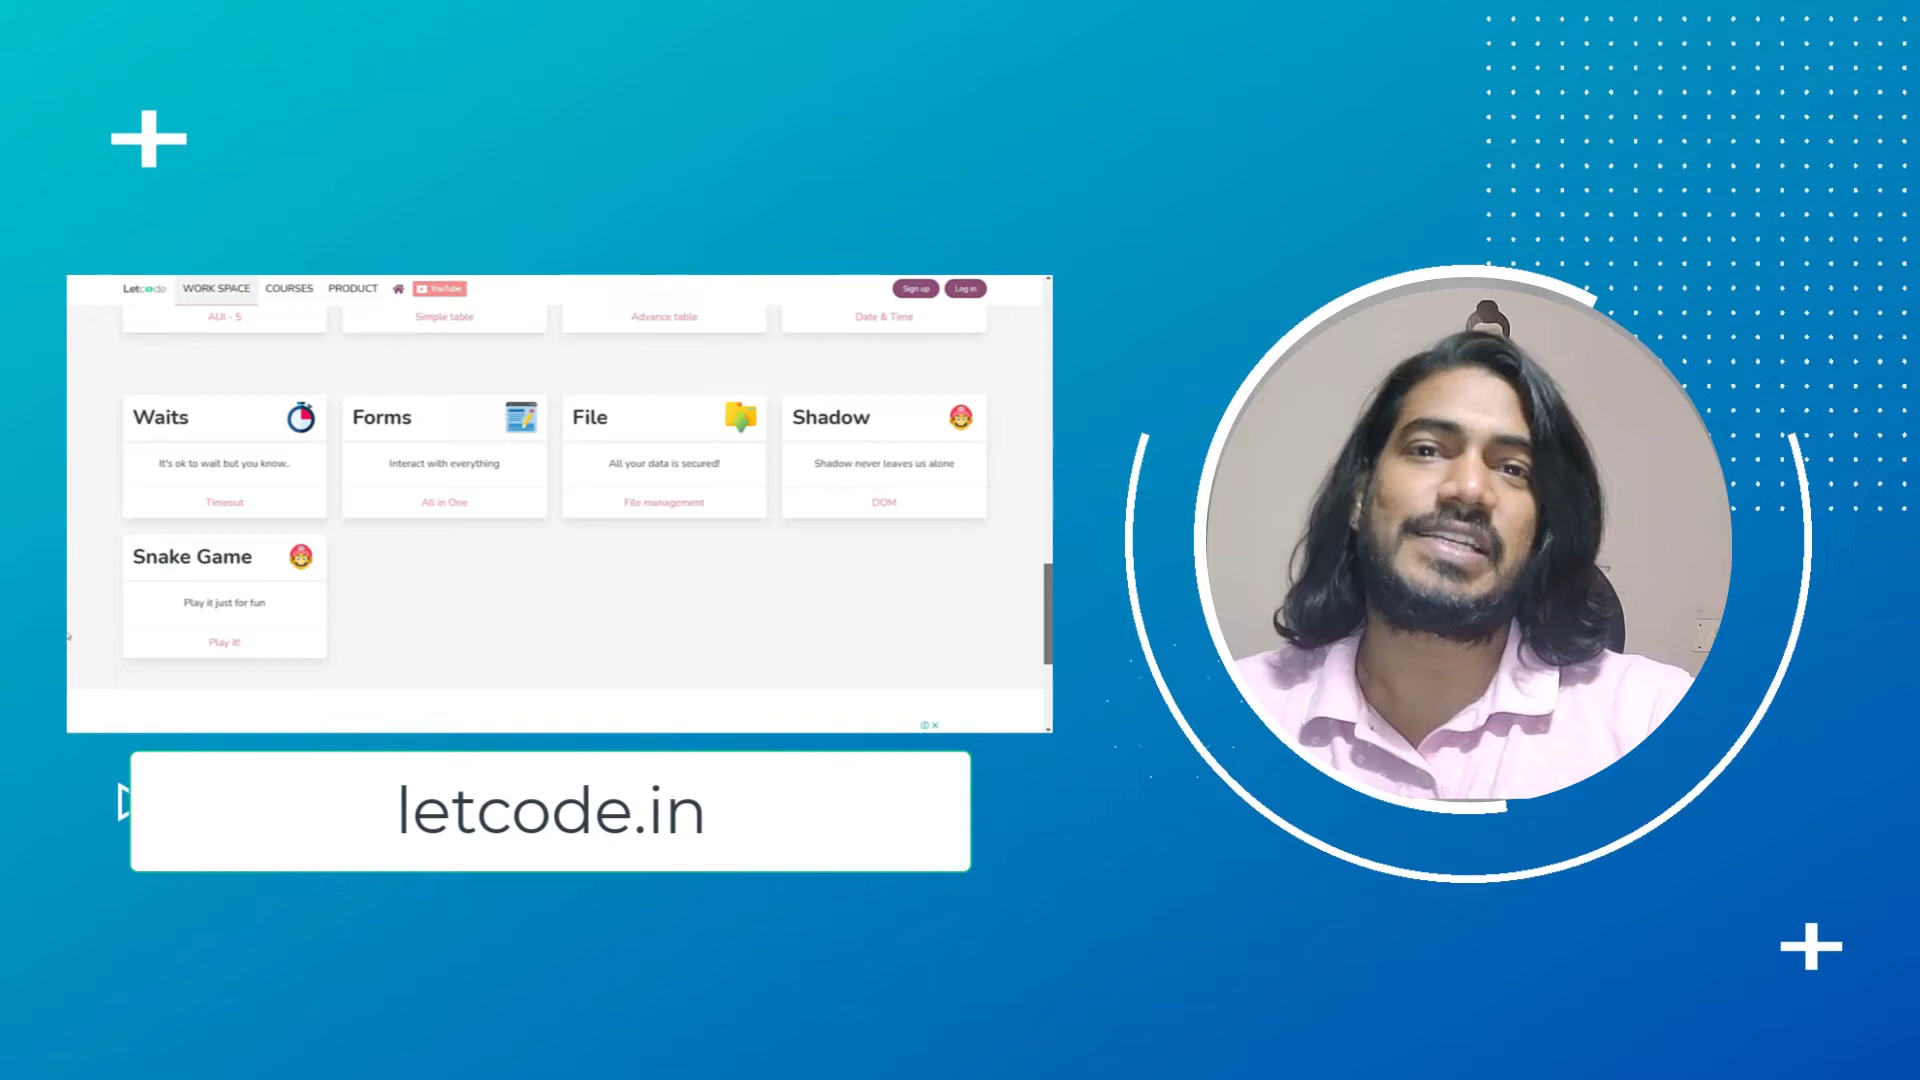 Letcode WORK SPACE COURSES PRODUCT YouTube Sign up Log in
AUI - 5 Simple table Advance table Date & Time
Waits Forms File Shadow
It's ok to wait but you know.. Interact with everything All your data is secured! Shadow never leaves us alone
Timeout All in One File management DOM
Snake Game
Play it just for fun
Play it!
letcode.in